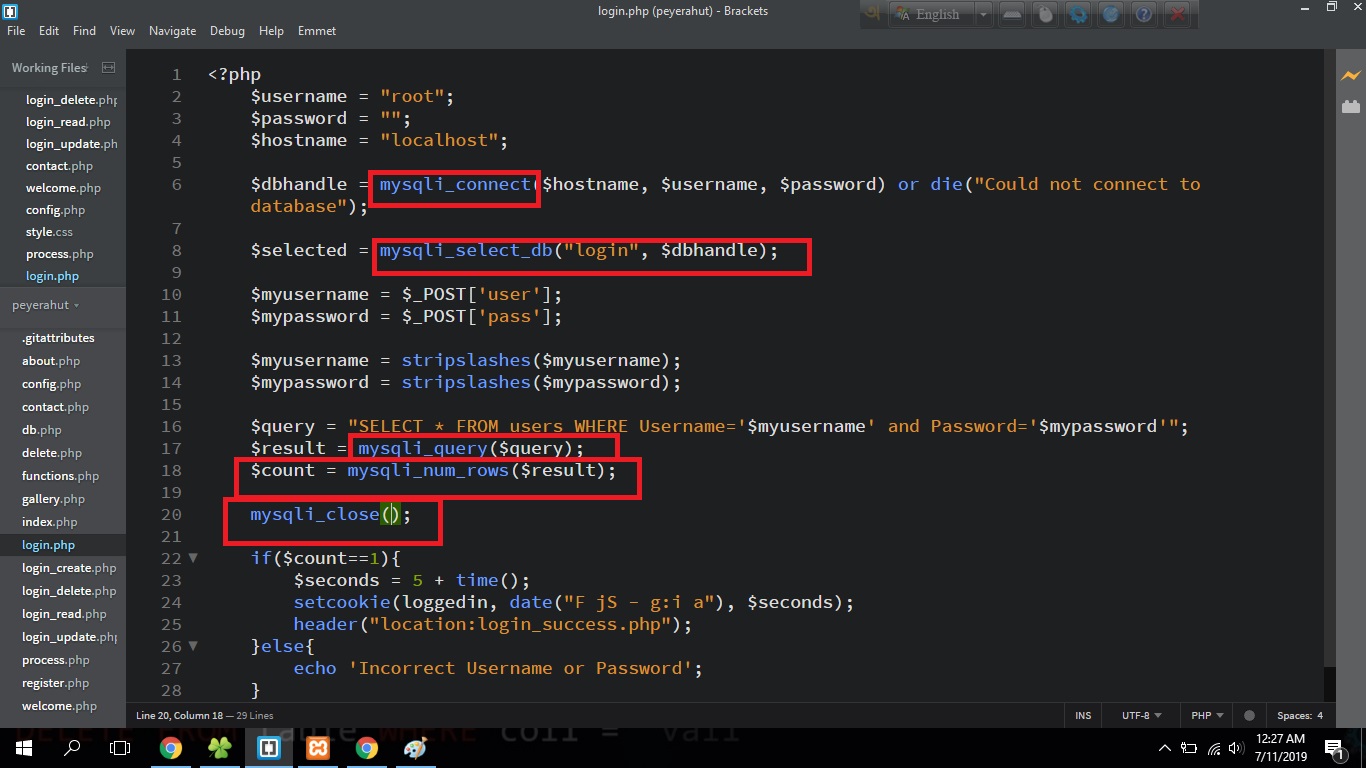 login.php (peyerahut) - Brackets
English
File Edit Find View Navigate Debug Help Emmet
Working Files
login_delete.php
login_read.php
login_update.ph
contact.php
welcome.php
config.php
style.css
process.php
login.php
peyerahut
.gitattributes
about.php
config.php
contact.php
db.php
delete.php
functions.php
gallery.php
index.php
login.php
login_create.php
login_delete.php
login_read.php
login_update.php
process.php
register.php
welcome.php
1 <?php
2 $username = "root";
3 $password = "";
4 $hostname = "localhost";
5
6 $dbhandle = mysqli_connect($hostname, $username, $password) or die("Could not connect to
database");
7
8 $selected = mysqli_select_db("login", $dbhandle);
9
10 $myusername = $_POST['user'];
11 $mypassword = $_POST['pass'];
12
13 $myusername = stripslashes($myusername);
14 $mypassword = stripslashes($mypassword);
15
16 $query = "SELECT * FROM users WHERE Username='$myusername' and Password='$mypassword'";
17 $result = mysqli_query($query);
18 $count = mysqli_num_rows($result);
19
20 mysqli_close();
21
22 if($count==1){
23 $seconds = 5 + time();
24 setcookie(loggedin, date("F jS - g:i a"), $seconds);
25 header("location:login_success.php");
26 }else{
27 echo 'Incorrect Username or Password';
28 }
Line 20, Column 18 — 29 Lines
INS UTF-8 PHP Spaces: 4
12:27 AM
7/11/2019
1